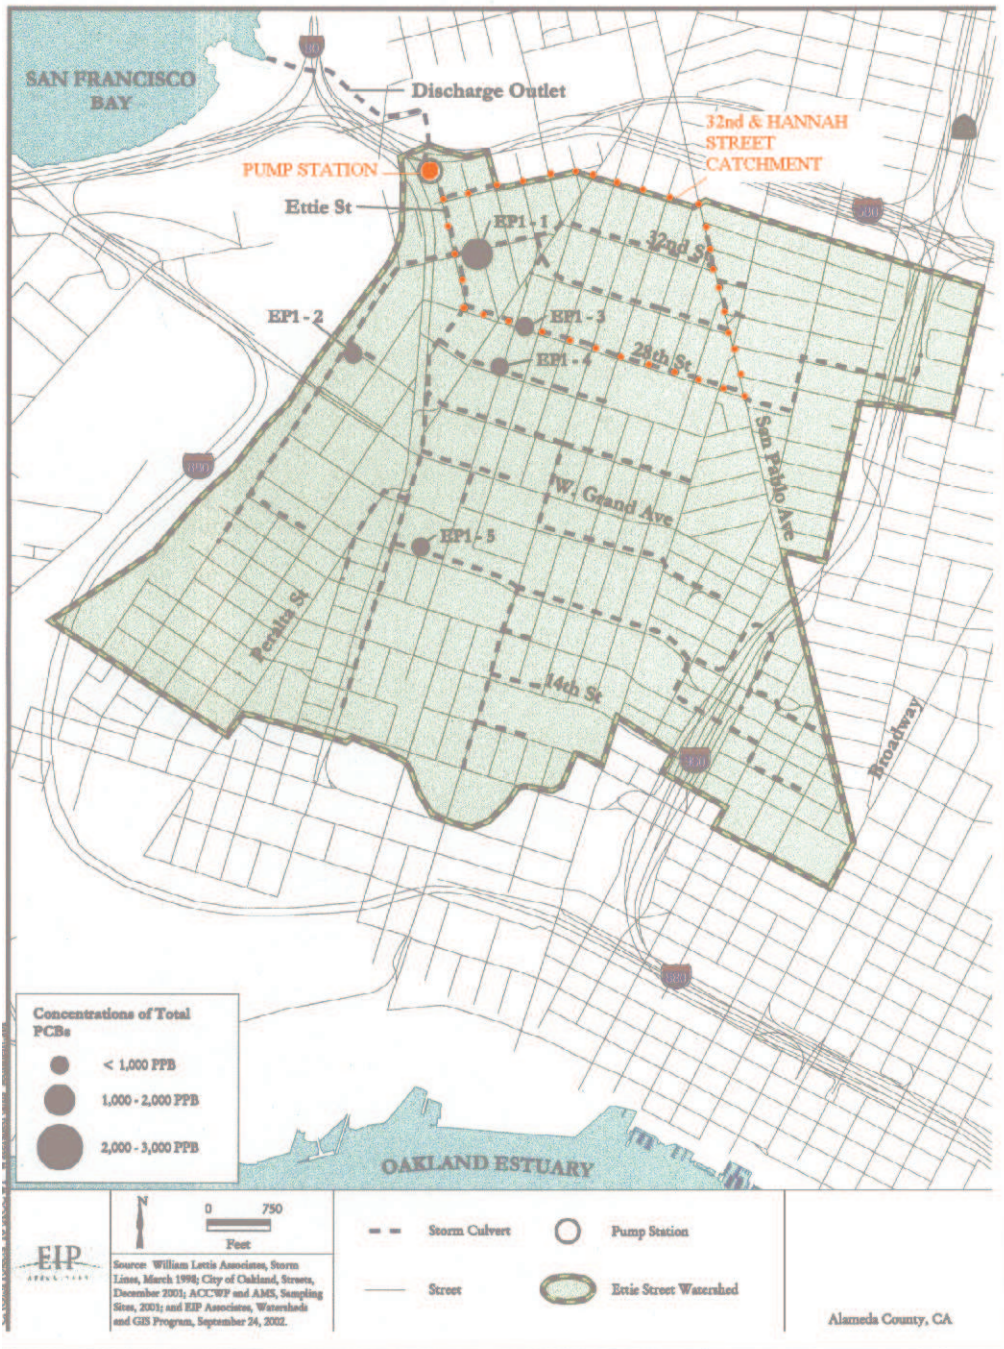 80
SAN FRANCISCO
BAY
Discharge Outlet
32nd & HANNAH
STREET
CATCHMENT
PUMP STATION
Ettie St
580
EP1 - 1
32nd St
EP1 - 2
EP1 - 3
28th St
EP1 - 4
San Pablo Ave
W. Grand Ave
EP1 - 5
Peralta St
14th St
Broadway
880
Concentrations of Total
PCBs
< 1,000 PPB
1,000 - 2,000 PPB
2,000 - 3,000 PPB
OAKLAND ESTUARY
EIP
N
0 750
Feet
Source: William Lettis Associates, Storm
Lines, March 1998; City of Oakland, Streets,
December 2001; ACCWP and AMS, Sampling
Sites, 2001; and EIP Associates, Watersheds
and GIS Program, September 24, 2002.
Storm Culvert
Pump Station
Street
Ettie Street Watershed
Alameda County, CA